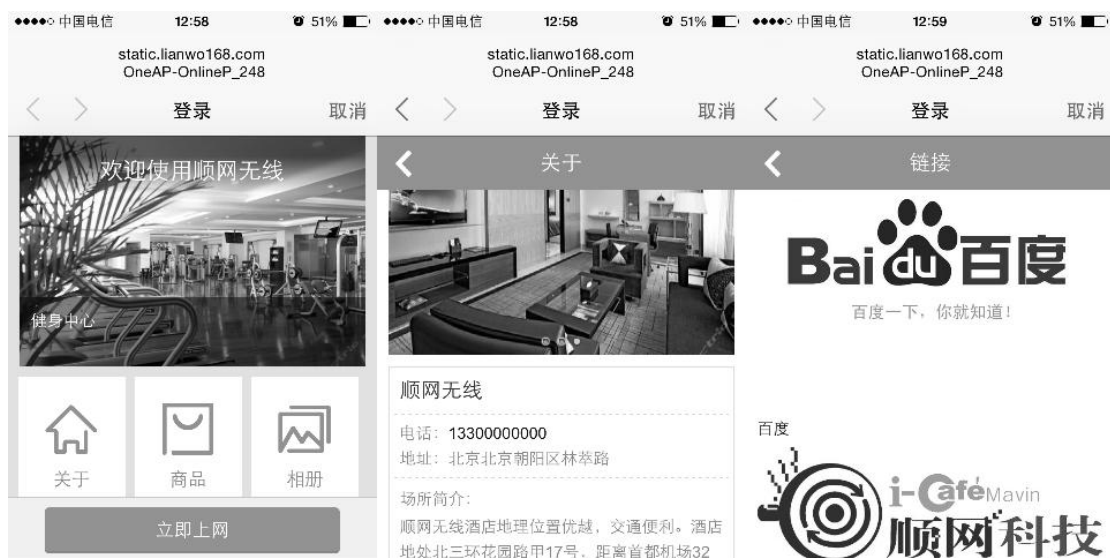 中国电信 12:58 51%
static.lianwo168.com
OneAP-OnlineP_248
登录 取消
欢迎使用顺网无线
健身中心
关于 商品 相册
立即上网
中国电信 12:58 51%
static.lianwo168.com
OneAP-OnlineP_248
登录 取消
关于
顺网无线
电话: 13300000000
地址: 北京北京朝阳区林萃路
场所简介:
顺网无线酒店地理位置优越，交通便利。酒店
地处北三环花园路甲17号，距离首都机场32
中国电信 12:59 51%
static.lianwo168.com
OneAP-OnlineP_248
登录 取消
链接
Bai du 百度
百度一下，你就知道!
百度
i-Café Mavin
顺网科技